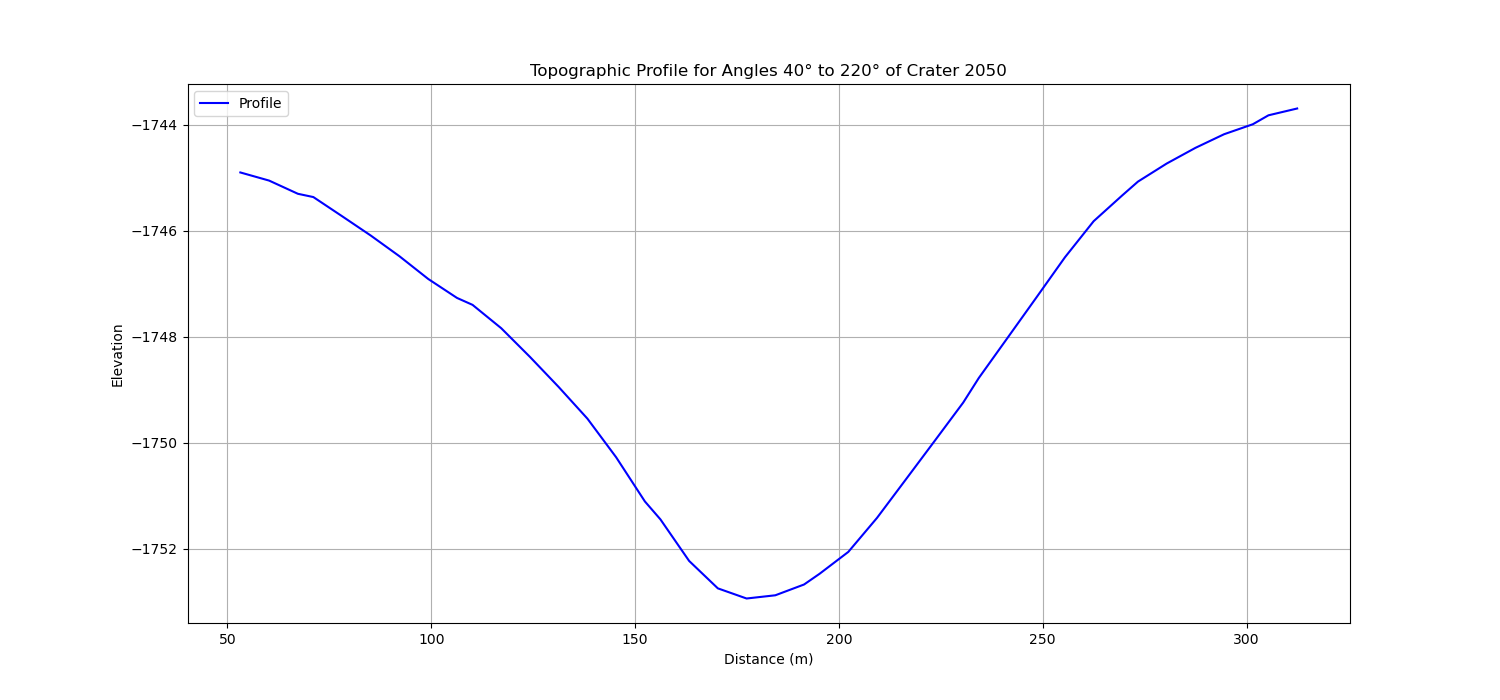 Topographic Profile for Angles 40° to 220° of Crater 2050
Profile
−1744
−1746
−1748
−1750
−1752
Elevation
50
100
150
200
250
300
Distance (m)